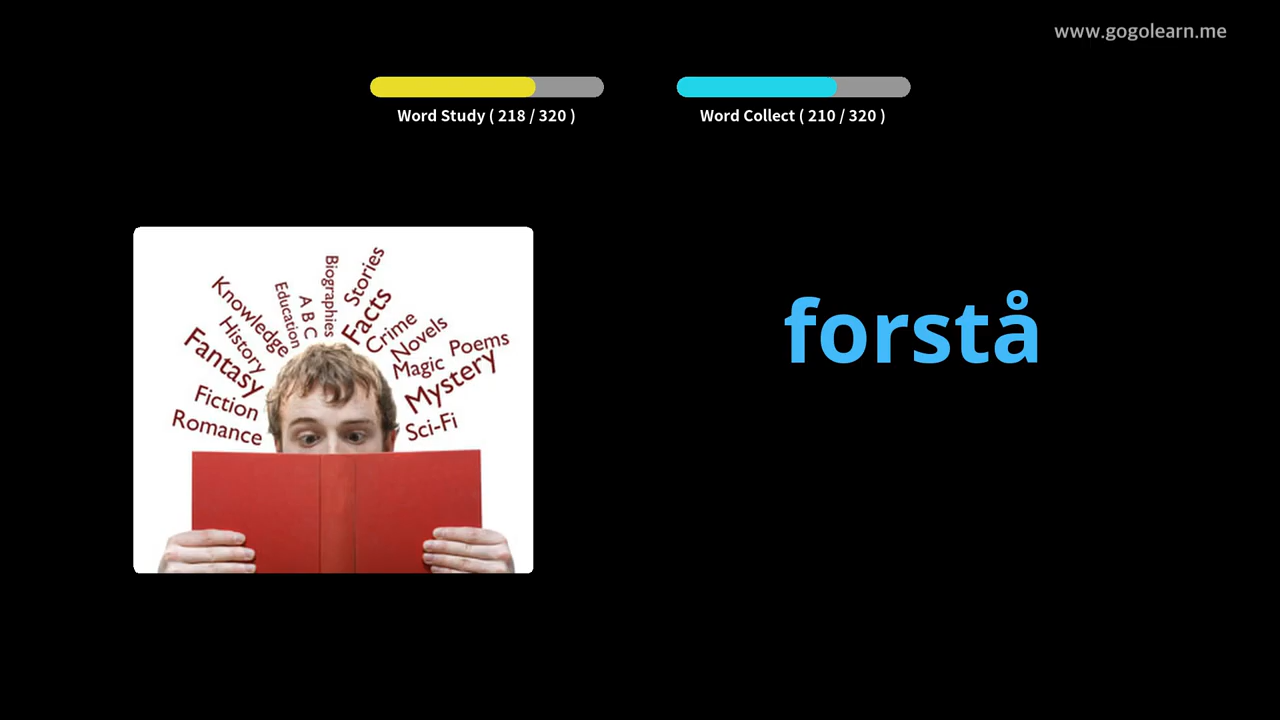 www.gogolearn.me
Word Study ( 218 / 320 )
Word Collect ( 210 / 320 )
Knowledge
History
Fantasy
Fiction
Romance
Education
A B C
Biographies
Stories
Facts
Crime
Novels
Magic
Poems
Mystery
Sci-Fi
forstå